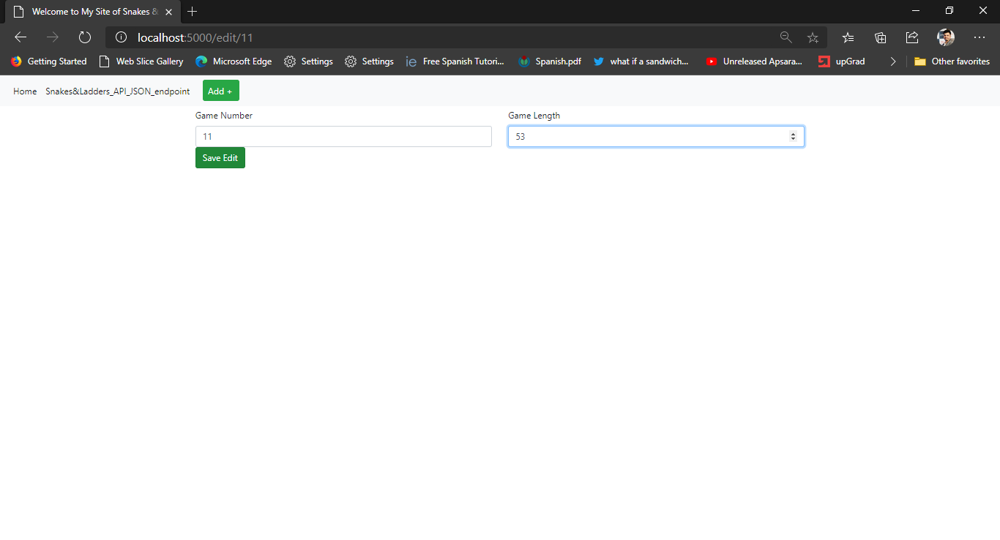 Welcome to My Site of Snakes &
localhost:5000/edit/11
Getting Started Web Slice Gallery Microsoft Edge Settings Settings ie Free Spanish Tutori... Spanish.pdf what if a sandwich... Unreleased Apsara... upGrad Other favorites
Home Snakes&Ladders_API_JSON_endpoint Add +
Game Number Game Length
11 53
Save Edit